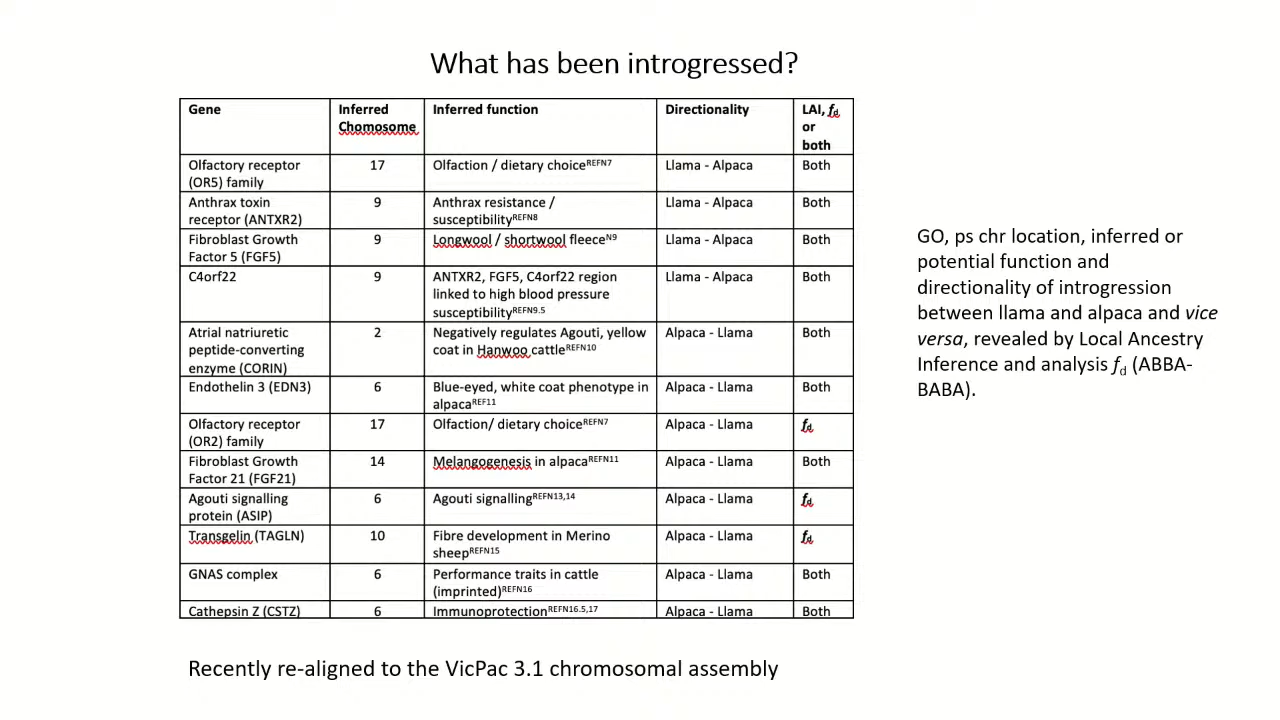 What has been introgressed?
Gene Inferred Chomosome Inferred function Directionality LAI, fd or both
Olfactory receptor (OR5) family 17 Olfaction / dietary choiceREFN7 Llama - Alpaca Both
Anthrax toxin receptor (ANTXR2) 9 Anthrax resistance / susceptibilityREFN8 Llama - Alpaca Both
Fibroblast Growth Factor 5 (FGF5) 9 Longwool / shortwool fleeceN9 Llama - Alpaca Both
C4orf22 9 ANTXR2, FGF5, C4orf22 region linked to high blood pressure susceptibilityREFN9.5 Llama - Alpaca Both
Atrial natriuretic peptide-converting enzyme (CORIN) 2 Negatively regulates Agouti, yellow coat in Hanwoo cattleREFN10 Alpaca - Llama Both
Endothelin 3 (EDN3) 6 Blue-eyed, white coat phenotype in alpacaREF11 Alpaca - Llama Both
Olfactory receptor (OR2) family 17 Olfaction/ dietary choiceREFN7 Alpaca - Llama fd
Fibroblast Growth Factor 21 (FGF21) 14 Melangogenesis in alpacaREFN11 Alpaca - Llama Both
Agouti signalling protein (ASIP) 6 Agouti signallingREFN13,14 Alpaca - Llama fd
Transgelin (TAGLN) 10 Fibre development in Merino sheepREFN15 Alpaca - Llama fd
GNAS complex 6 Performance traits in cattle (imprinted)REFN16 Alpaca - Llama Both
Cathepsin Z (CSTZ) 6 ImmunoprotectionREFN16.5,17 Alpaca - Llama Both
GO, ps chr location, inferred or
potential function and
directionality of introgression
between llama and alpaca and vice
versa, revealed by Local Ancestry
Inference and analysis fd (ABBA-
BABA).
Recently re-aligned to the VicPac 3.1 chromosomal assembly